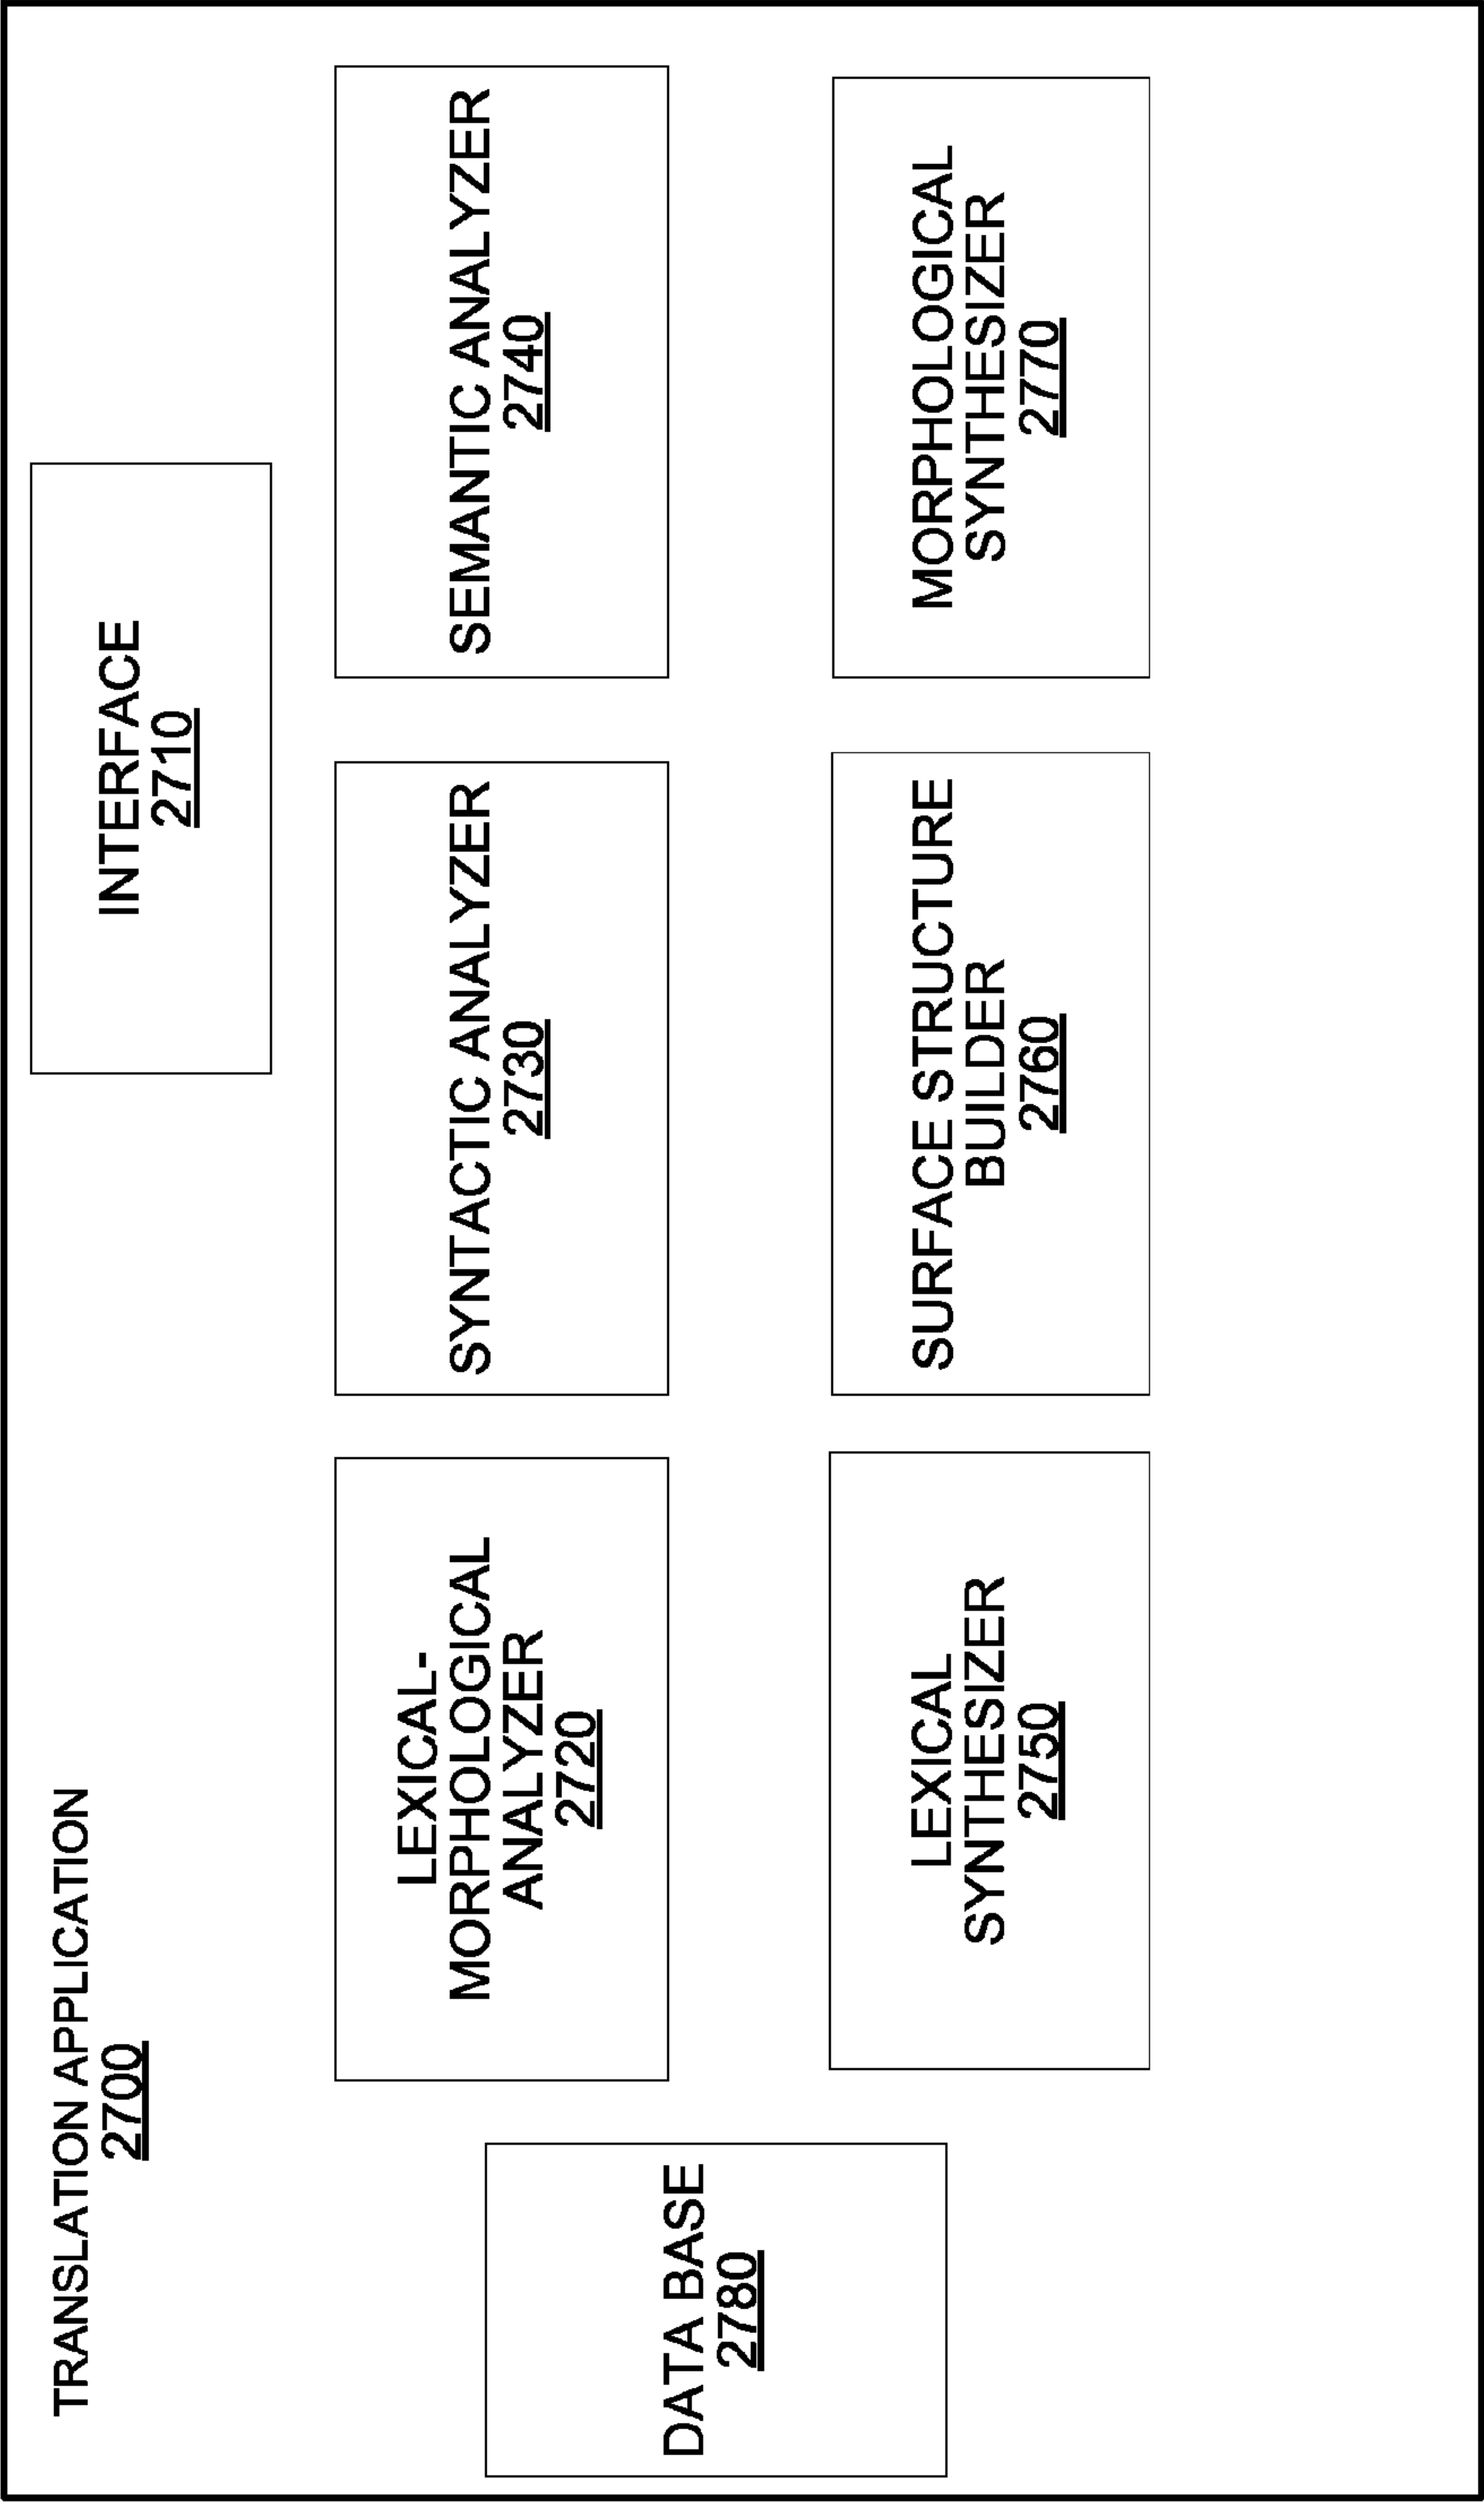 TRANSLATION APPLICATION
2700
INTERFACE
2710
LEXICAL-
MORPHOLOGICAL
ANALYZER
2720
SYNTACTIC ANALYZER
2730
SEMANTIC ANALYZER
2740
DATA BASE
2780
LEXICAL
SYNTHESIZER
2750
SURFACE STRUCTURE
BUILDER
2760
MORPHOLOGICAL
SYNTHESIZER
2770